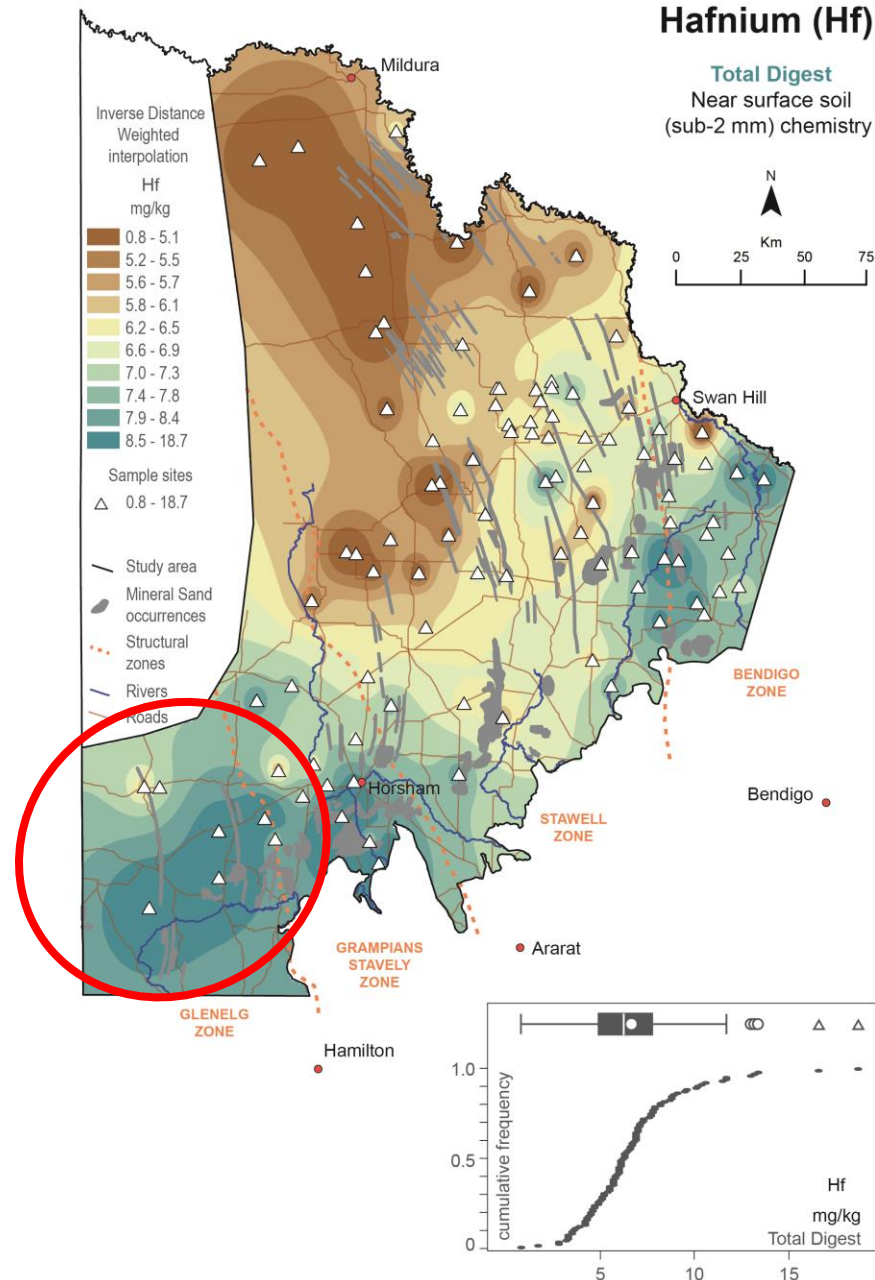 Hafnium (Hf)
Total Digest
Near surface soil
(sub-2 mm) chemistry
N
Km
0 25 75
Inverse Distance
Weighted
interpolation
Hf
mg/kg
0.8 - 5.1
5.2 - 5.5
5.6 - 5.7
5.8 - 6.1
6.2 - 6.5
6.6 - 6.9
7.0 - 7.3
7.4 - 7.8
7.9 - 8.4
8.5 - 18.7
Sample sites
0.8 - 18.7
Study area
Mineral Sand
occurrences
Structural
zones
Rivers
Roads
Mildura
Swan Hill
BENDIGO
ZONE
Horsham
Bendigo
STAWELL
ZONE
Ararat
GRAMPIANS
STAVELY
ZONE
GLENELG
ZONE
Hamilton
cumulative frequency
1.0
0.5
0
Hf
mg/kg
Total Digest
5 10 15